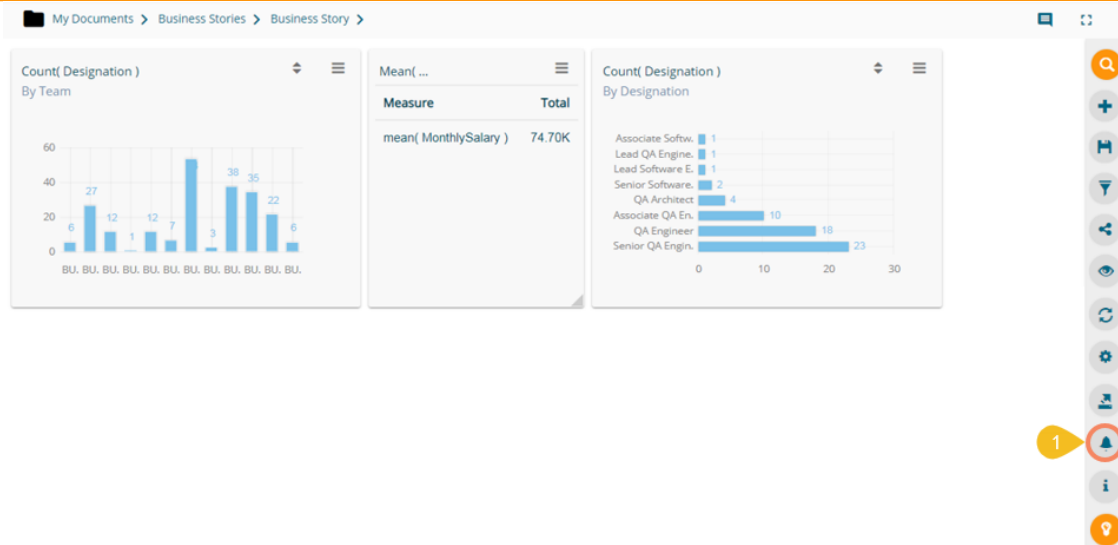 My Documents > Business Stories > Business Story >
Count( Designation )
By Team
60
40
20
0
6
27
12
1
12
7
3
38
35
22
6
BU. BU. BU. BU. BU. BU. BU. BU. BU. BU. BU. BU.
Mean( ...
Measure Total
mean( MonthlySalary ) 74.70K
Count( Designation )
By Designation
Associate Softw. 1
Lead QA Engine. 1
Lead Software E. 1
Senior Software. 2
QA Architect 4
Associate QA En. 10
QA Engineer 18
Senior QA Engin. 23
0 10 20 30
1